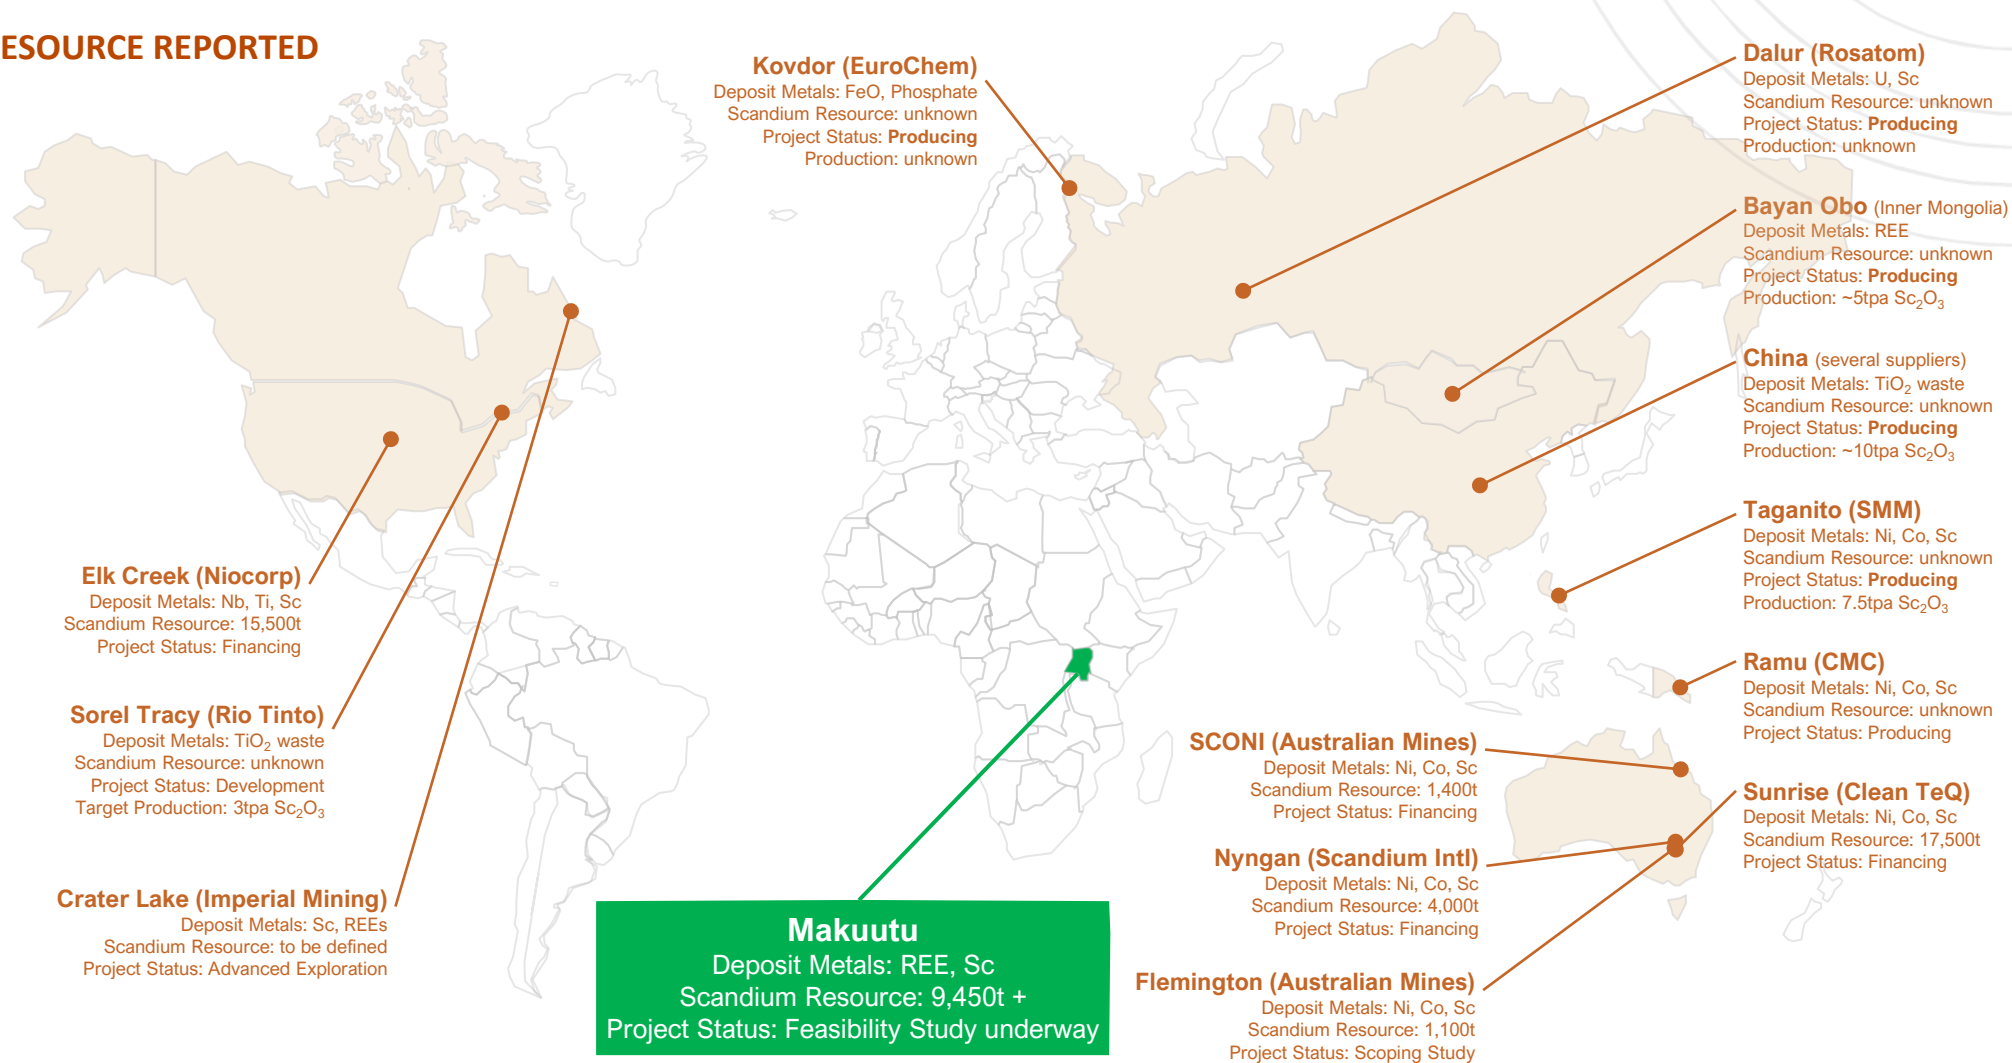 ESOURCE REPORTED
Kovdor (EuroChem)
Deposit Metals: FeO, Phosphate
Scandium Resource: unknown
Project Status: Producing
Production: unknown
Dalur (Rosatom)
Deposit Metals: U, Sc
Scandium Resource: unknown
Project Status: Producing
Production: unknown
Bayan Obo (Inner Mongolia)
Deposit Metals: REE
Scandium Resource: unknown
Project Status: Producing
Production: ~5tpa Sc₂O₃
China (several suppliers)
Deposit Metals: TiO₂ waste
Scandium Resource: unknown
Project Status: Producing
Production: ~10tpa Sc₂O₃
Taganito (SMM)
Deposit Metals: Ni, Co, Sc
Scandium Resource: unknown
Project Status: Producing
Production: 7.5tpa Sc₂O₃
Ramu (CMC)
Deposit Metals: Ni, Co, Sc
Scandium Resource: unknown
Project Status: Producing
Sunrise (Clean TeQ)
Deposit Metals: Ni, Co, Sc
Scandium Resource: 17,500t
Project Status: Financing
Elk Creek (Niocorp)
Deposit Metals: Nb, Ti, Sc
Scandium Resource: 15,500t
Project Status: Financing
Sorel Tracy (Rio Tinto)
Deposit Metals: TiO₂ waste
Scandium Resource: unknown
Project Status: Development
Target Production: 3tpa Sc₂O₃
Crater Lake (Imperial Mining)
Deposit Metals: Sc, REEs
Scandium Resource: to be defined
Project Status: Advanced Exploration
Makuutu
Deposit Metals: REE, Sc
Scandium Resource: 9,450t +
Project Status: Feasibility Study underway
SCONI (Australian Mines)
Deposit Metals: Ni, Co, Sc
Scandium Resource: 1,400t
Project Status: Financing
Nyngan (Scandium Intl)
Deposit Metals: Ni, Co, Sc
Scandium Resource: 4,000t
Project Status: Financing
Flemington (Australian Mines)
Deposit Metals: Ni, Co, Sc
Scandium Resource: 1,100t
Project Status: Scoping Study